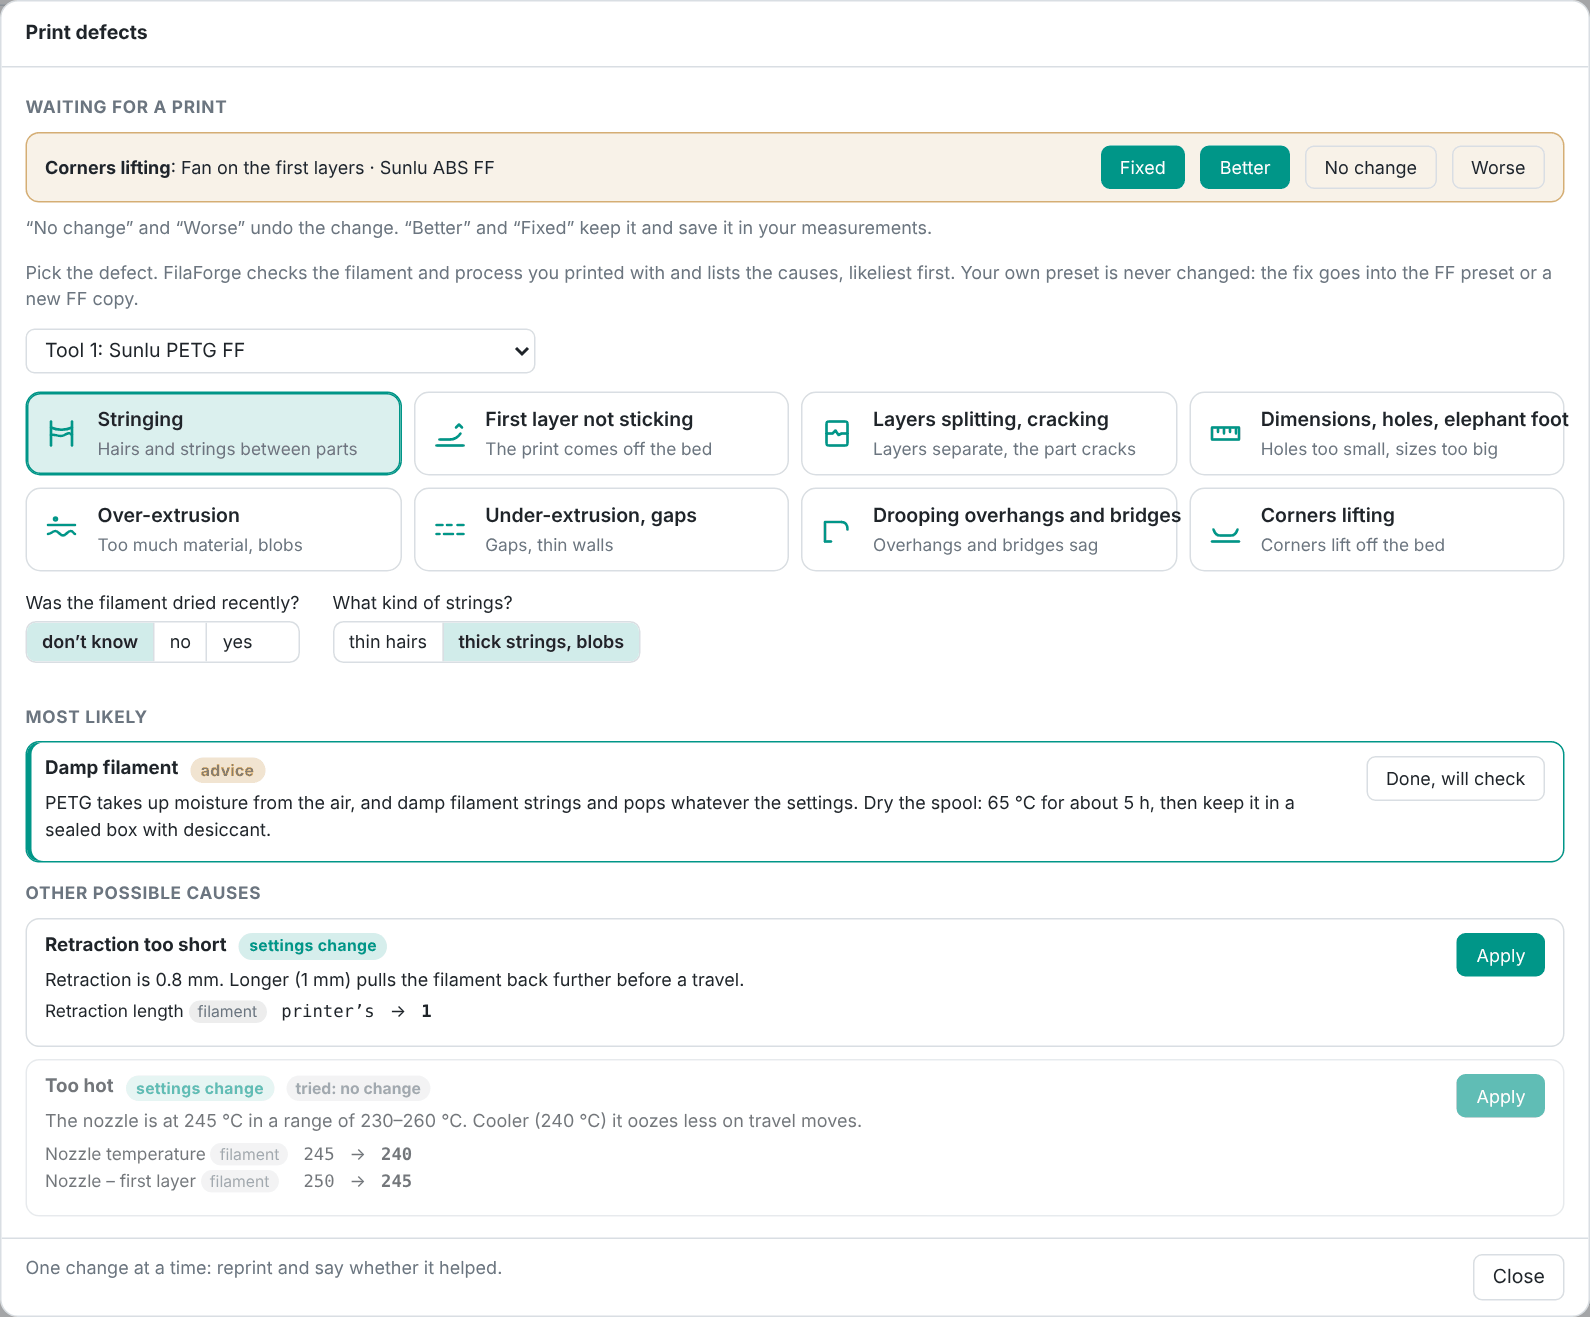 Print defects
WAITING FOR A PRINT
Corners lifting: Fan on the first layers · Sunlu ABS FF
Fixed
Better
No change
Worse
“No change” and “Worse” undo the change. “Better” and “Fixed” keep it and save it in your measurements.
Pick the defect. FilaForge checks the filament and process you printed with and lists the causes, likeliest first. Your own preset is never changed: the fix goes into the FF preset or a
new FF copy.
Tool 1: Sunlu PETG FF
Stringing
Hairs and strings between parts
First layer not sticking
The print comes off the bed
Layers splitting, cracking
Layers separate, the part cracks
Dimensions, holes, elephant foot
Holes too small, sizes too big
Over-extrusion
Too much material, blobs
Under-extrusion, gaps
Gaps, thin walls
Drooping overhangs and bridges
Overhangs and bridges sag
Corners lifting
Corners lift off the bed
Was the filament dried recently?
don’t know
no
yes
What kind of strings?
thin hairs
thick strings, blobs
MOST LIKELY
Damp filament advice
PETG takes up moisture from the air, and damp filament strings and pops whatever the settings. Dry the spool: 65 °C for about 5 h, then keep it in a
sealed box with desiccant.
Done, will check
OTHER POSSIBLE CAUSES
Retraction too short settings change
Retraction is 0.8 mm. Longer (1 mm) pulls the filament back further before a travel.
Retraction length filament printer’s → 1
Apply
Too hot settings change tried: no change
The nozzle is at 245 °C in a range of 230–260 °C. Cooler (240 °C) it oozes less on travel moves.
Nozzle temperature filament 245 → 240
Nozzle – first layer filament 250 → 245
Apply
One change at a time: reprint and say whether it helped.
Close